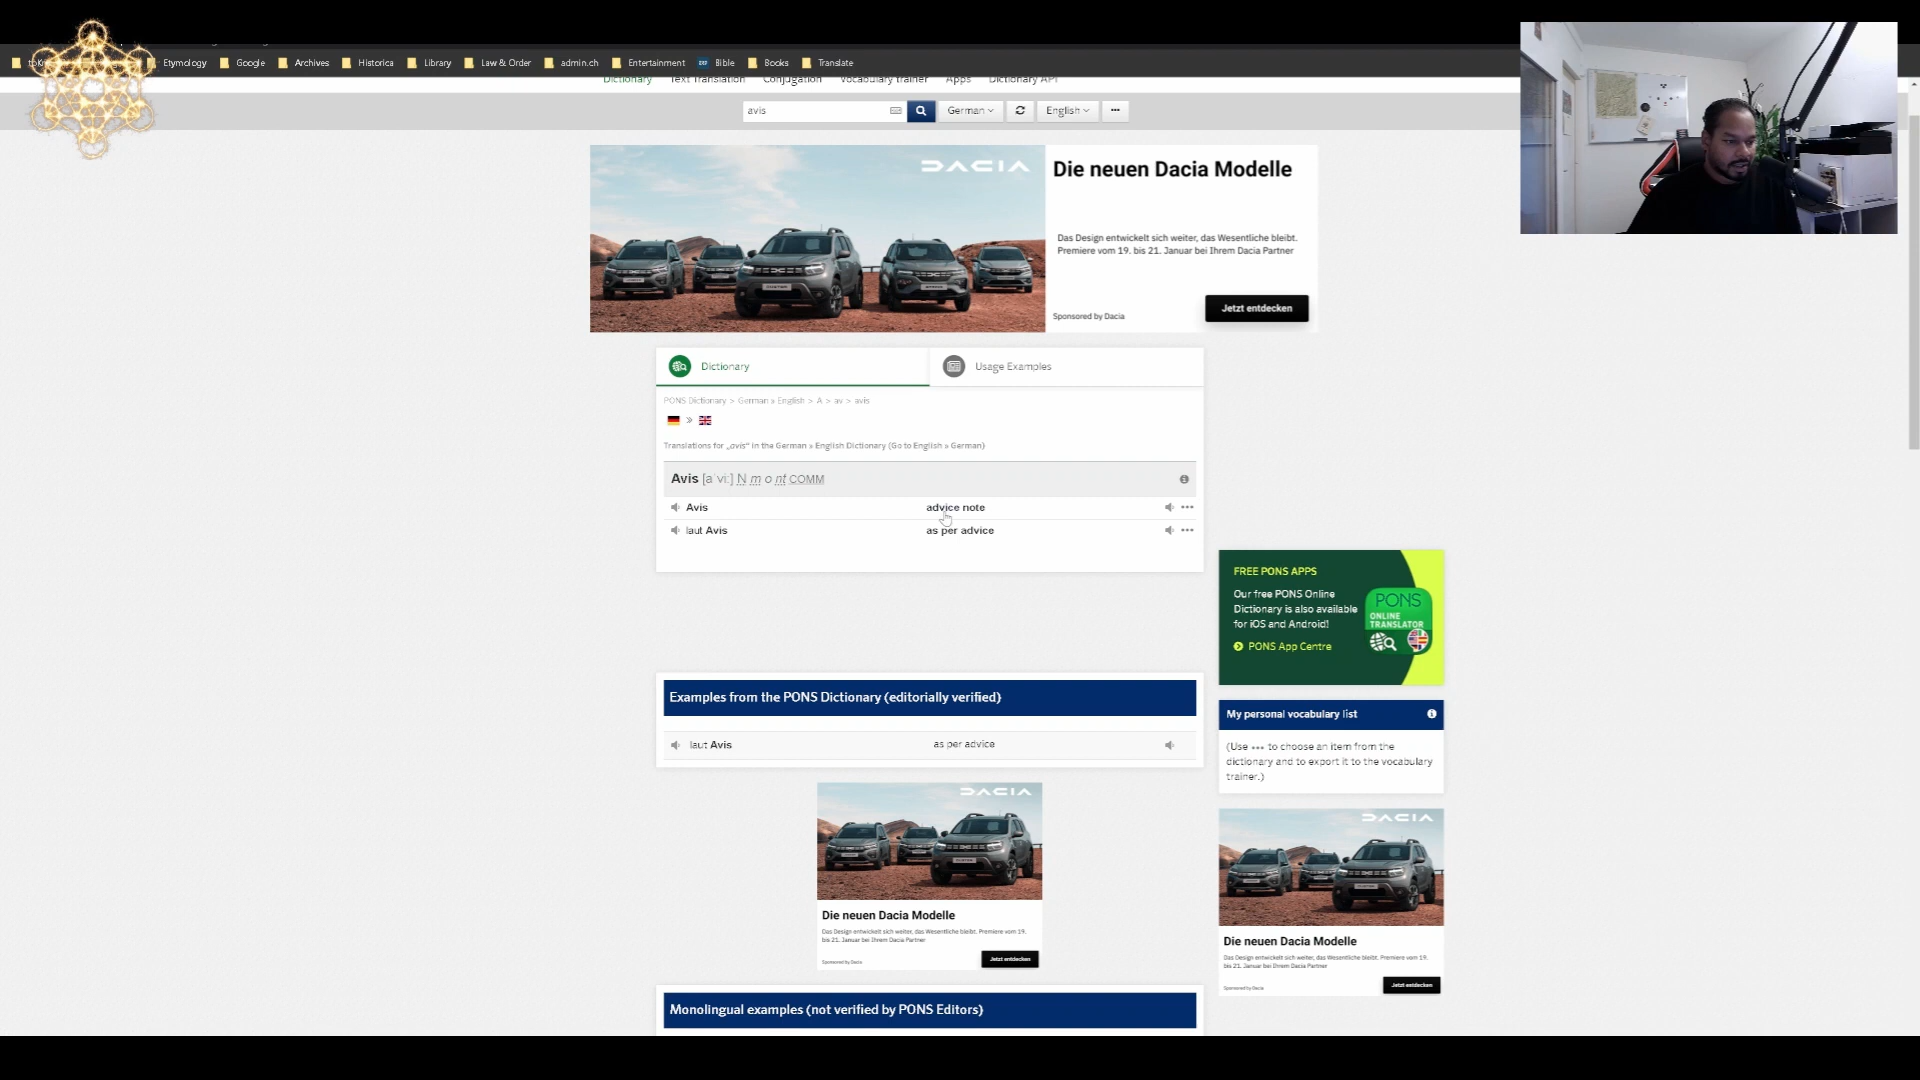 Etymology Google Archives Historica Library Law & Order admin.ch Entertainment Bible Books Translate
Dictionary Text Translation Conjugation Vocabulary trainer Apps Dictionary API
avis German English
DACIA
Die neuen Dacia Modelle
Das Design entwickelt sich weiter, das Wesentliche bleibt.
Premiere vom 19. bis 21. Januar bei Ihrem Dacia Partner
Sponsored by Dacia
Jetzt entdecken
Dictionary
Usage Examples
PONS Dictionary > German » English > A > av > avis
»
Translations for „avis“ in the German » English Dictionary (Go to English » German)
Avis [aˈviː] N m o nt COMM
Avis advice note
laut Avis as per advice
FREE PONS APPS
Our free PONS Online
Dictionary is also available
for iOS and Android!
PONS App Centre
PONS
ONLINE
TRANSLATOR
Examples from the PONS Dictionary (editorially verified)
laut Avis as per advice
My personal vocabulary list
(Use ••• to choose an item from the
dictionary and to export it to the vocabulary
trainer.)
DACIA
Die neuen Dacia Modelle
Das Design entwickelt sich weiter, das Wesentliche bleibt. Premiere vom 19.
bis 21. Januar bei Ihrem Dacia Partner
Sponsored by Dacia
Jetzt entdecken
DACIA
Die neuen Dacia Modelle
Das Design entwickelt sich weiter, das Wesentliche bleibt. Premiere vom 19.
bis 21. Januar bei Ihrem Dacia Partner
Sponsored by Dacia
Jetzt entdecken
Monolingual examples (not verified by PONS Editors)